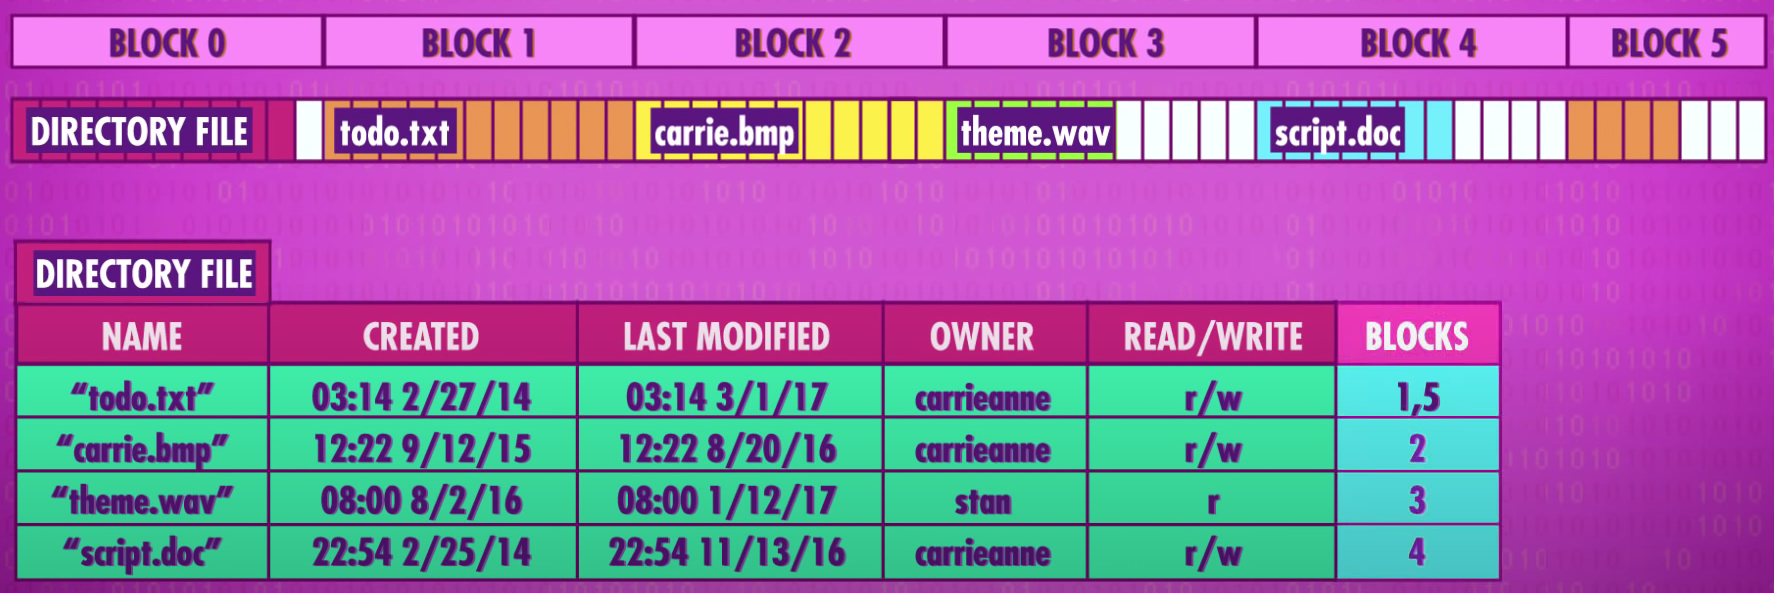 BLOCK 0 BLOCK 1 BLOCK 2 BLOCK 3 BLOCK 4 BLOCK 5
DIRECTORY FILE todo.txt carrie.bmp theme.wav script.doc
DIRECTORY FILE
NAME CREATED LAST MODIFIED OWNER READ/WRITE BLOCKS
“todo.txt” 03:14 2/27/14 03:14 3/1/17 carrieanne r/w 1,5
“carrie.bmp” 12:22 9/12/15 12:22 8/20/16 carrieanne r/w 2
“theme.wav” 08:00 8/2/16 08:00 1/12/17 stan r 3
“script.doc” 22:54 2/25/14 22:54 11/13/16 carrieanne r/w 4